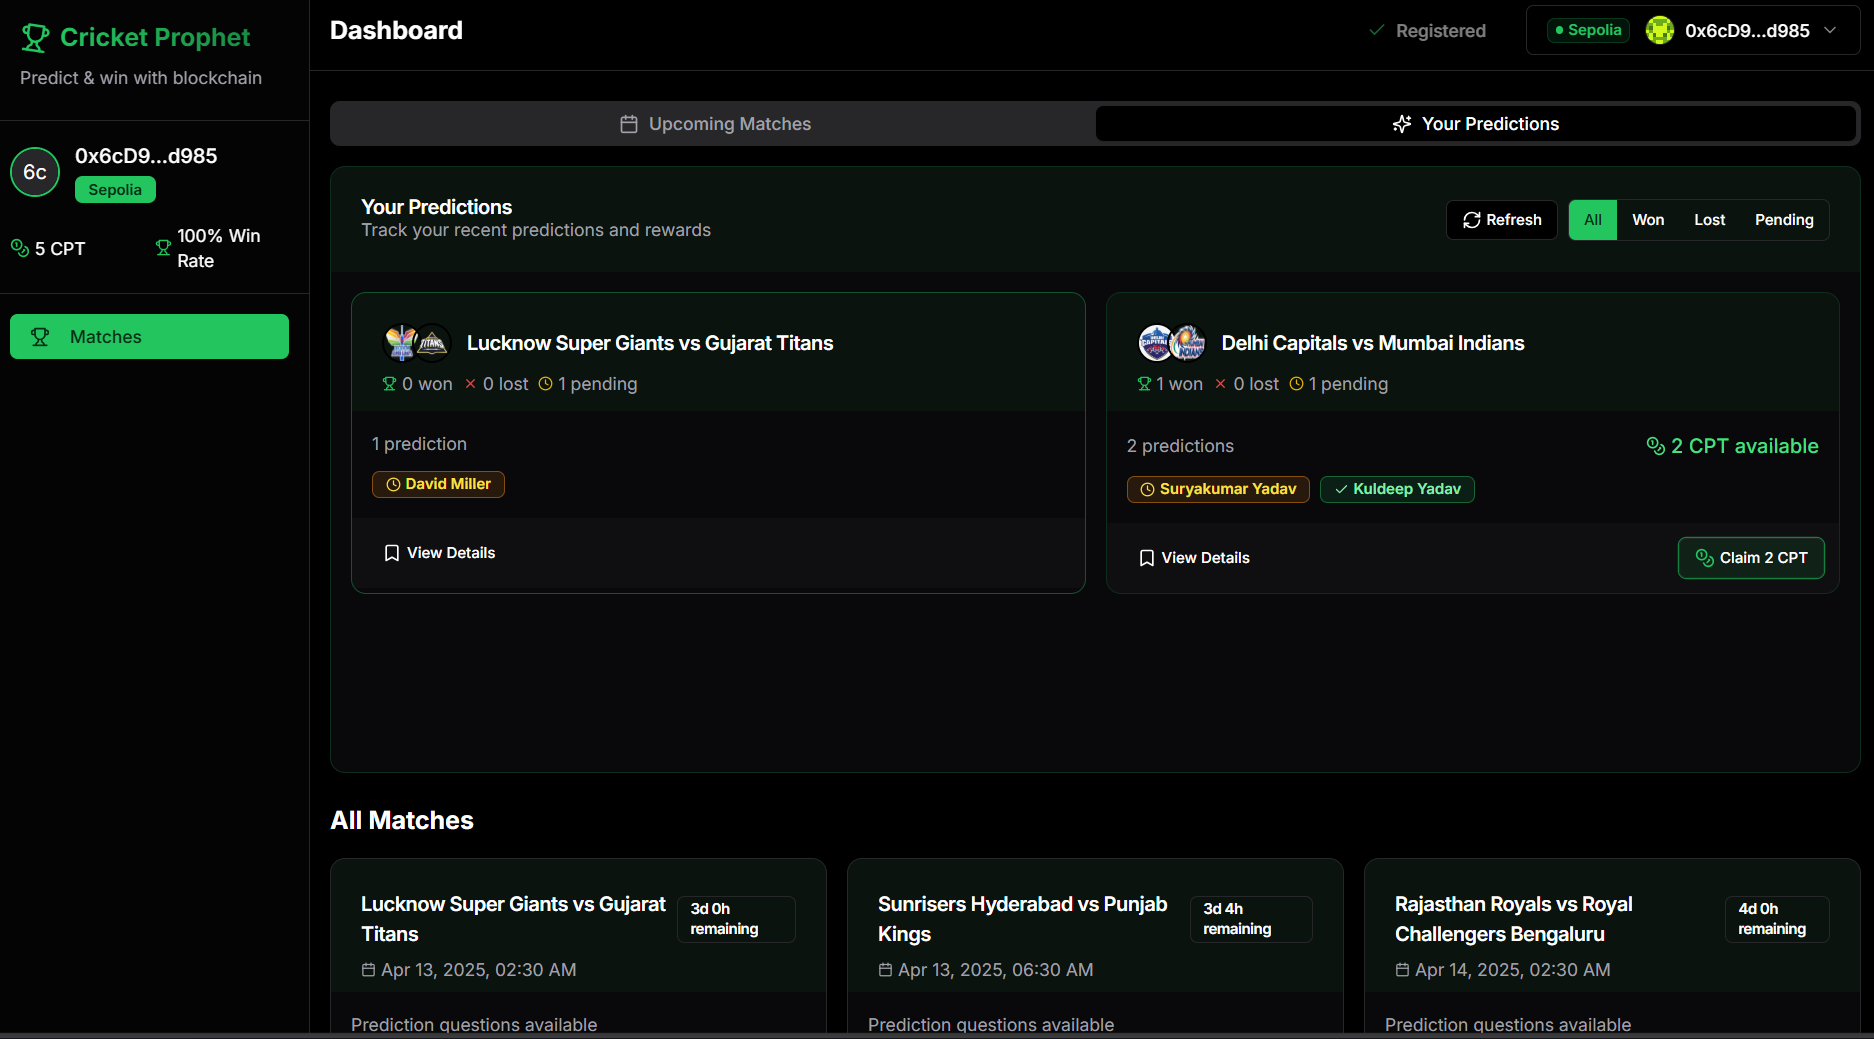 Cricket Prophet
Predict & win with blockchain
6c
0x6cD9...d985
Sepolia
5 CPT
100% Win
Rate
Matches
Dashboard
Registered
Sepolia
0x6cD9...d985
Upcoming Matches
Your Predictions
Your Predictions
Track your recent predictions and rewards
Refresh
All
Won
Lost
Pending
Lucknow Super Giants vs Gujarat Titans
0 won
0 lost
1 pending
1 prediction
David Miller
View Details
Delhi Capitals vs Mumbai Indians
1 won
0 lost
1 pending
2 predictions
2 CPT available
Suryakumar Yadav
Kuldeep Yadav
View Details
Claim 2 CPT
All Matches
Lucknow Super Giants vs Gujarat
Titans
3d 0h
remaining
Apr 13, 2025, 02:30 AM
Prediction questions available
Sunrisers Hyderabad vs Punjab
Kings
3d 4h
remaining
Apr 13, 2025, 06:30 AM
Prediction questions available
Rajasthan Royals vs Royal
Challengers Bengaluru
4d 0h
remaining
Apr 14, 2025, 02:30 AM
Prediction questions available